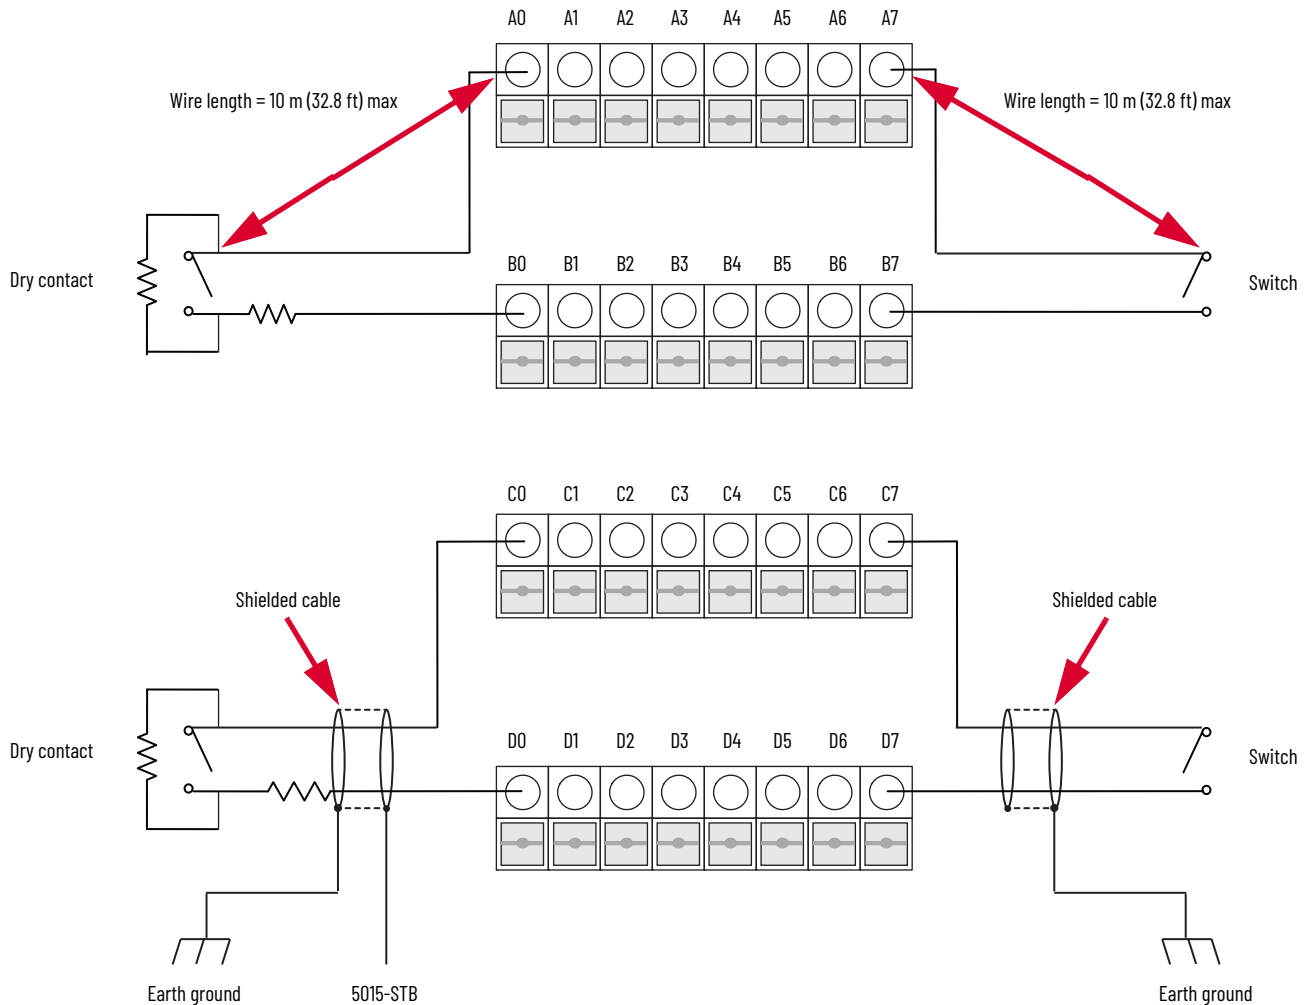 A0 A1 A2 A3 A4 A5 A6 A7
Wire length = 10 m (32.8 ft) max
Wire length = 10 m (32.8 ft) max
B0 B1 B2 B3 B4 B5 B6 B7
Dry contact
Switch
C0 C1 C2 C3 C4 C5 C6 C7
Shielded cable
Shielded cable
D0 D1 D2 D3 D4 D5 D6 D7
Dry contact
Switch
Earth ground
5015-STB
Earth ground